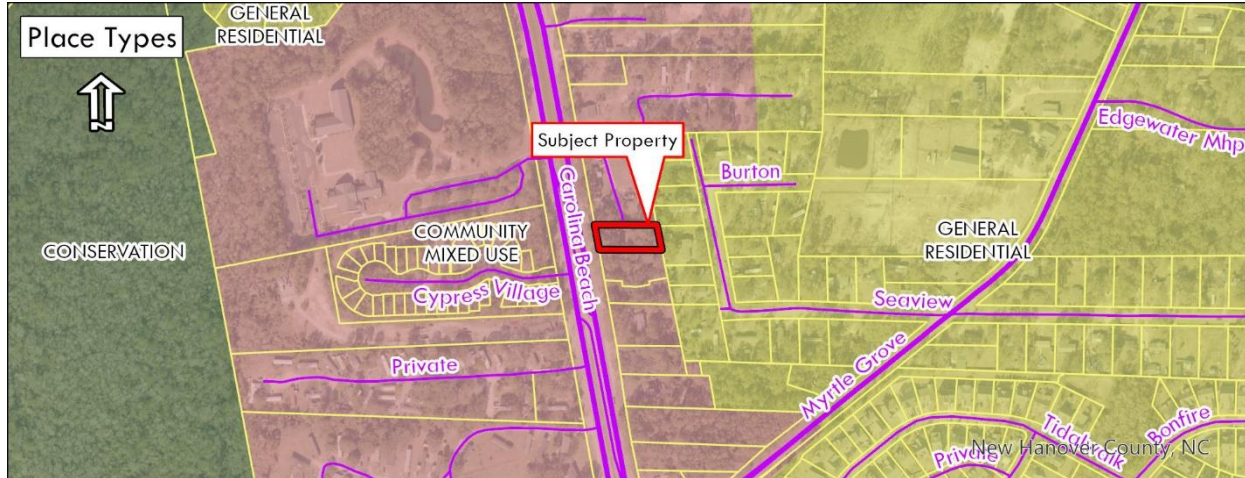 Place Types
N
GENERAL
RESIDENTIAL
Subject Property
Edgewater Mhp
Burton
CONSERVATION
COMMUNITY
MIXED USE
Carolina Beach
GENERAL
RESIDENTIAL
Cypress Village
Seaview
Private
Myrtle Grove
Tidalwalk
Bonfire
Private
New Hanover County, NC